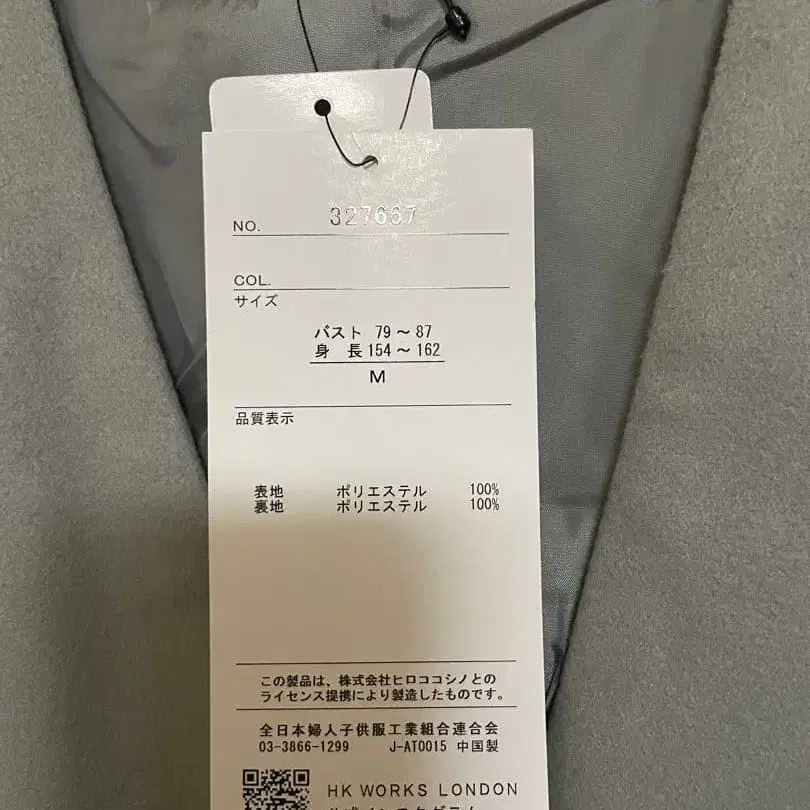 NO. 327667
COL.
サイズ
バスト 79～87
身 長 154～162
M
品質表示
表地 ポリエステル 100%
裏地 ポリエステル 100%
この製品は、株式会社ヒロココシノとの
ライセンス提携により製造したものです。
全日本婦人子供服工業組合連合会
03-3866-1299 J-AT0015 中国製
HK WORKS LONDON